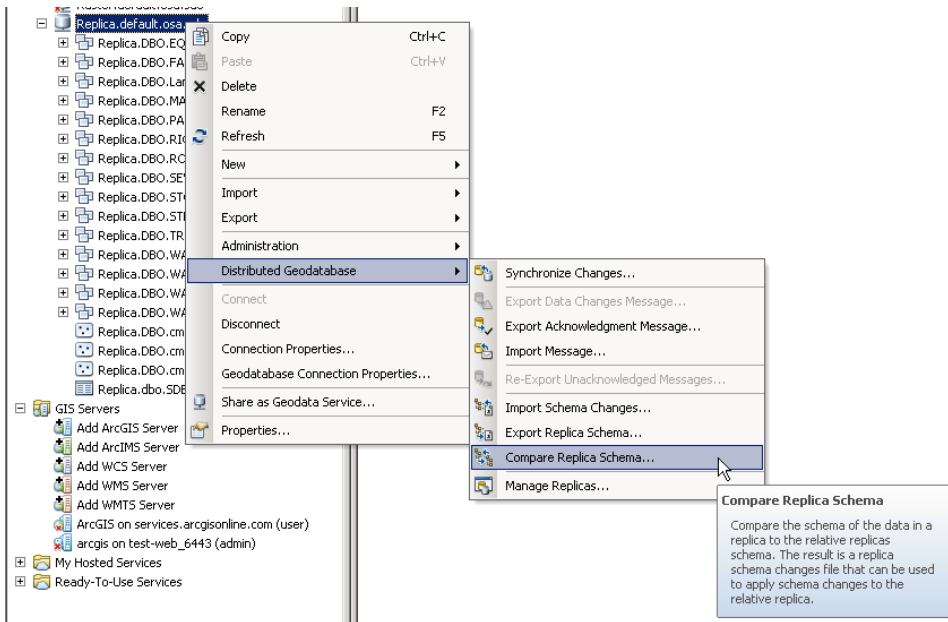 Replica.default.osa.
Replica.DBO.EQ
Replica.DBO.FA
Replica.DBO.Lar
Replica.DBO.MA
Replica.DBO.PA
Replica.DBO.RIG
Replica.DBO.RO
Replica.DBO.SE
Replica.DBO.STO
Replica.DBO.STI
Replica.DBO.TR
Replica.DBO.WA
Replica.DBO.WA
Replica.DBO.WA
Replica.DBO.WA
Replica.DBO.cm
Replica.DBO.cm
Replica.DBO.cm
Replica.dbo.SDE
GIS Servers
Add ArcGIS Server
Add ArcIMS Server
Add WCS Server
Add WMS Server
Add WMTS Server
ArcGIS on services.arcgisonline.com (user)
arcgis on test-web_6443 (admin)
My Hosted Services
Ready-To-Use Services
Copy Ctrl+C
Paste Ctrl+V
Delete
Rename F2
Refresh F5
New
Import
Export
Administration
Distributed Geodatabase
Connect
Disconnect
Connection Properties...
Geodatabase Connection Properties...
Share as Geodata Service...
Properties...
Synchronize Changes...
Export Data Changes Message...
Export Acknowledgment Message...
Import Message...
Re-Export Unacknowledged Messages...
Import Schema Changes...
Export Replica Schema...
Compare Replica Schema...
Manage Replicas...
Compare Replica Schema
Compare the schema of the data in a
replica to the relative replicas
schema. The result is a replica
schema changes file that can be used
to apply schema changes to the
relative replica.